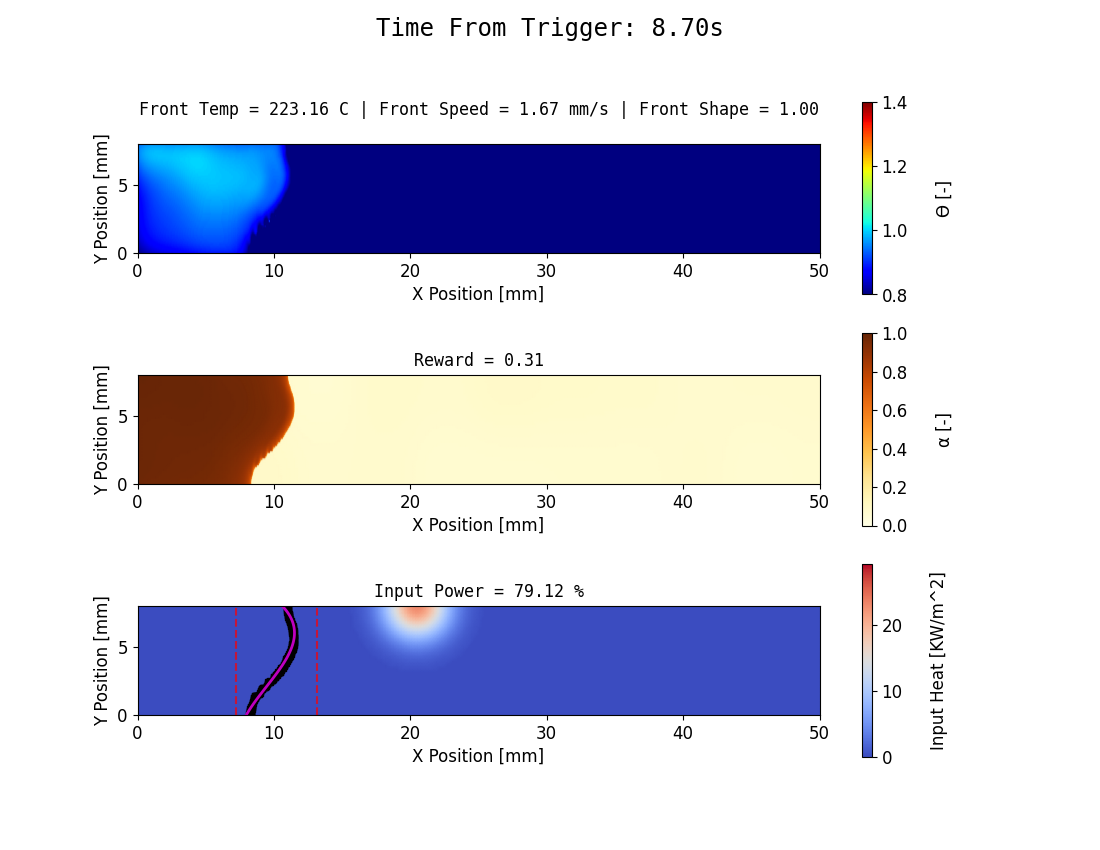 Time From Trigger: 8.70s
Front Temp = 223.16 C | Front Speed = 1.67 mm/s | Front Shape = 1.00
Y Position [mm]
5
0
0 10 20 30 40 50
X Position [mm]
1.4
1.2
1.0
0.8
Θ [-]
Reward = 0.31
Y Position [mm]
5
0
0 10 20 30 40 50
X Position [mm]
1.0
0.8
0.6
0.4
0.2
0.0
α [-]
Input Power = 79.12 %
Y Position [mm]
5
0
0 10 20 30 40 50
X Position [mm]
20
10
0
Input Heat [KW/m^2]